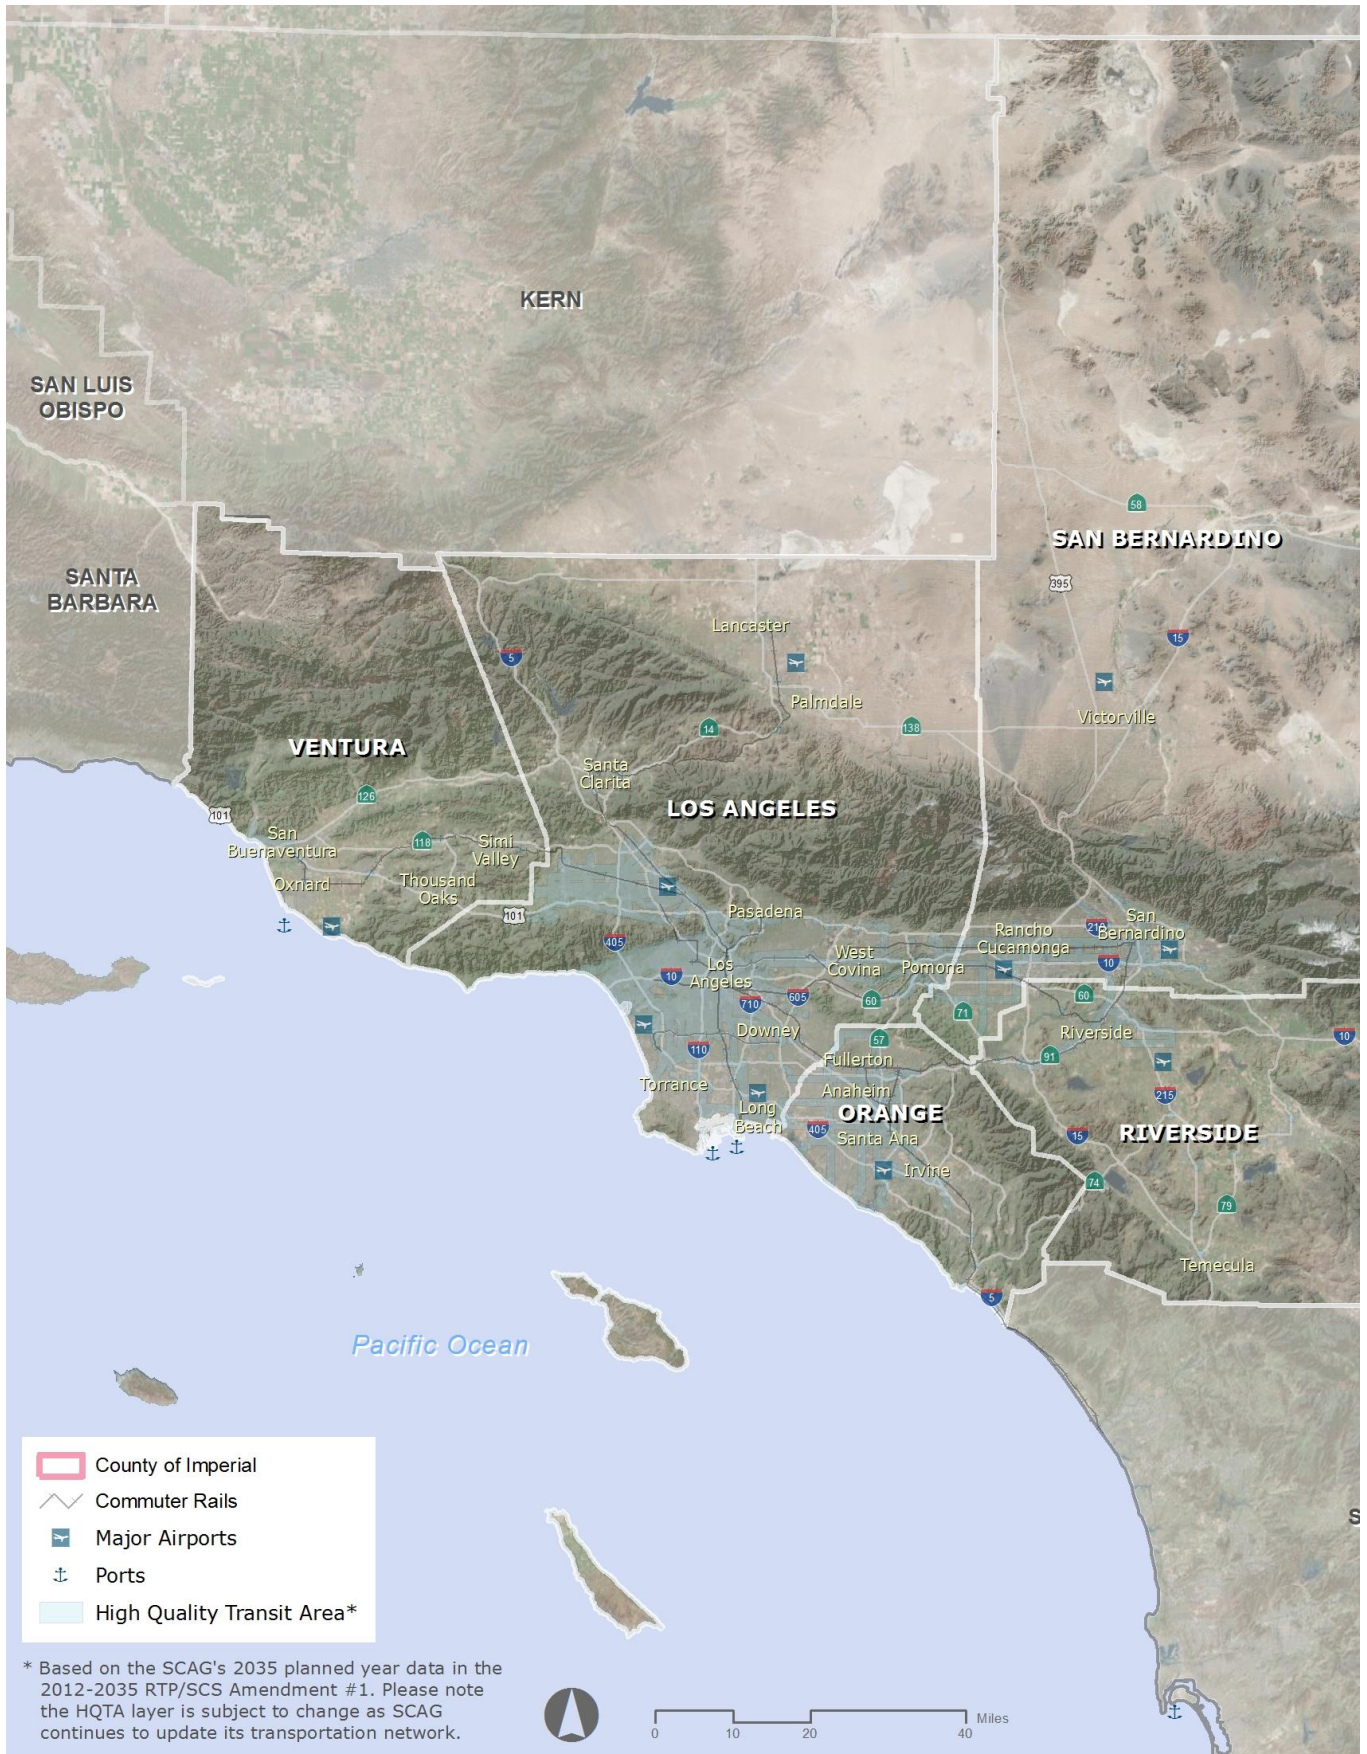 KERN
SAN LUIS
OBISPO
58
SAN BERNARDINO
SANTA
BARBARA
395
Lancaster
15
5
Palmdale
Victorville
14
138
VENTURA
Santa
Clarita
126
LOS ANGELES
101
San
Buenaventura
118
Simi
Valley
Oxnard
Thousand
Oaks
101
Pasadena
405
Rancho
Cucamonga
210
San
Bernardino
West
Covina
Pomona
10
Los
Angeles
10
710
605
60
71
60
Downey
57
Riverside
10
110
Fullerton
91
Torrance
Anaheim
215
Long
Beach
ORANGE
405
Santa Ana
15
RIVERSIDE
Irvine
74
79
Temecula
5
Pacific Ocean
County of Imperial
Commuter Rails
Major Airports
Ports
High Quality Transit Area*
S
* Based on the SCAG's 2035 planned year data in the
2012-2035 RTP/SCS Amendment #1. Please note
the HQTA layer is subject to change as SCAG
continues to update its transportation network.
0
10
20
40
Miles